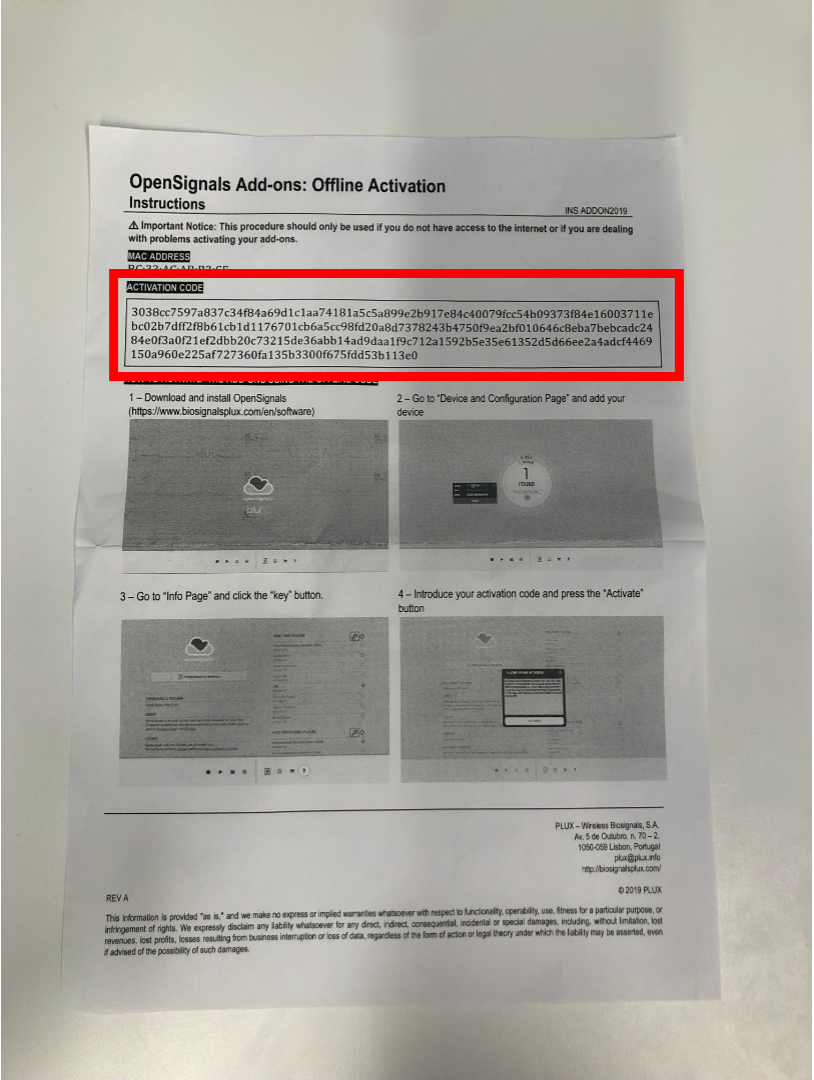 OpenSignals Add-ons: Offline Activation
Instructions
INS ADDON2019
⚠ Important Notice: This procedure should only be used if you do not have access to the internet or if you are dealing
with problems activating your add-ons.
MAC ADDRESS
ACTIVATION CODE
3038cc7597a837c34f84a69d1c1aa74181a5c5a899e2b917e84c40079fcc54b09373f84e16003711e
bc02b7dff2f8b61cb1d1176701cb6a5cc98fd20a8d7378243b4750f9ea2bf010646c8eba7bebcadc24
84e0f3a0f21ef2dbb20c73215de36abb14ad9daa1f9c712a1592b5e35e61352d5d66ee2a4adcf4469
150a960e225af727360fa135b3300f675fdd53b113e0
1 – Download and install OpenSignals
(https://www.biosignalsplux.com/en/software)
2 – Go to “Device and Configuration Page” and add your
device
1
FOUND
3 – Go to “Info Page” and click the “key” button.
4 – Introduce your activation code and press the “Activate”
button
PLUX – Wireless Biosignals, S.A.
Av. 5 de Outubro, n. 70 – 2.
1050-059 Lisbon, Portugal
plux@plux.info
http://biosignalsplux.com/
© 2019 PLUX
REV A
This information is provided "as is," and we make no express or implied warranties whatsoever with respect to functionality, operability, use, fitness for a particular purpose, or
infringement of rights. We expressly disclaim any liability whatsoever for any direct, indirect, consequential, incidental or special damages, including, without limitation, lost
revenues, lost profits, losses resulting from business interruption or loss of data, regardless of the form of action or legal theory under which the liability may be asserted, even
if advised of the possibility of such damages.